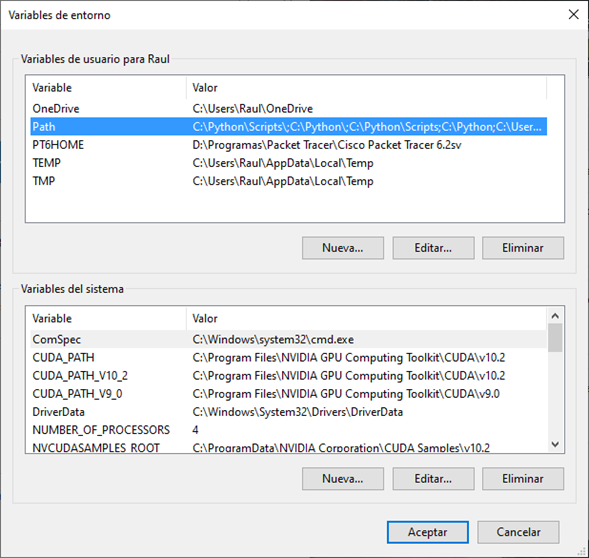 Variables de entorno
Variables de usuario para Raul
Variable Valor
OneDrive C:\Users\Raul\OneDrive
Path C:\Python\Scripts\;C:\Python\;C:\Python\Scripts;C:\Python;C:\User...
PT6HOME D:\Programas\Packet Tracer\Cisco Packet Tracer 6.2sv
TEMP C:\Users\Raul\AppData\Local\Temp
TMP C:\Users\Raul\AppData\Local\Temp
Nueva... Editar... Eliminar
Variables del sistema
Variable Valor
ComSpec C:\Windows\system32\cmd.exe
CUDA_PATH C:\Program Files\NVIDIA GPU Computing Toolkit\CUDA\v10.2
CUDA_PATH_V10_2 C:\Program Files\NVIDIA GPU Computing Toolkit\CUDA\v10.2
CUDA_PATH_V9_0 C:\Program Files\NVIDIA GPU Computing Toolkit\CUDA\v9.0
DriverData C:\Windows\System32\Drivers\DriverData
NUMBER_OF_PROCESSORS 4
NVCUDASAMPLES_ROOT C:\ProgramData\NVIDIA Corporation\CUDA Samples\v10.2
Nueva... Editar... Eliminar
Aceptar Cancelar